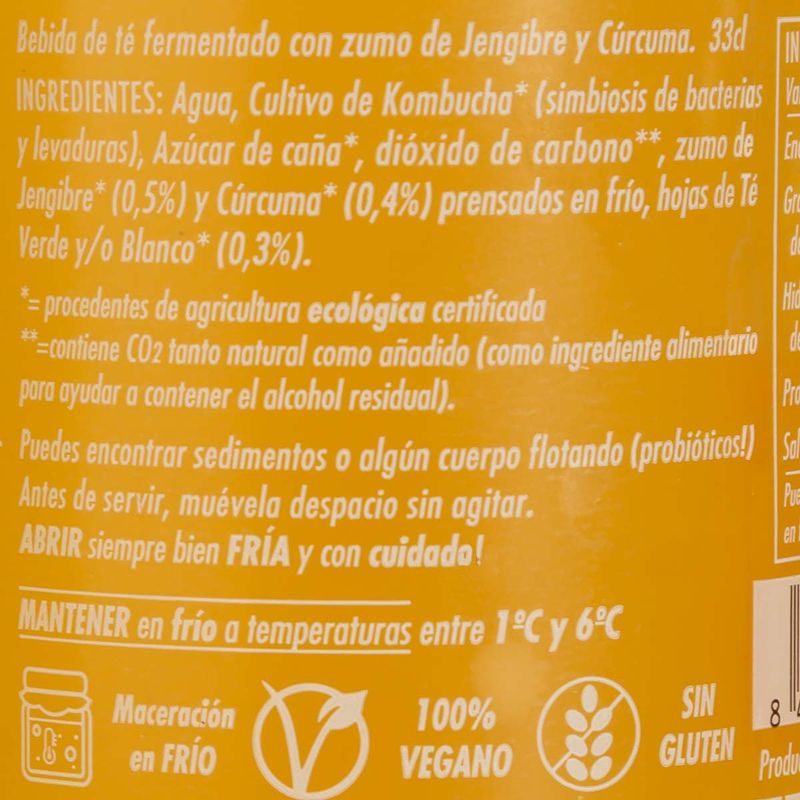 Bebida de té fermentado con zumo de Jengibre y Cúrcuma. 33cl
INGREDIENTES: Agua, Cultivo de Kombucha* (simbiosis de bacterias
y levaduras), Azúcar de caña*, dióxido de carbono**, zumo de
Jengibre* (0,5%) y Cúrcuma* (0,4%) prensados en frío, hojas de Té
Verde y/o Blanco* (0,3%).
*= procedentes de agricultura ecológica certificada
**=contiene CO2 tanto natural como añadido (como ingrediente alimentario
para ayudar a contener el alcohol residual).
Puedes encontrar sedimentos o algún cuerpo flotando (probióticos!)
Antes de servir, muévela despacio sin agitar.
ABRIR siempre bien FRÍA y con cuidado!
MANTENER en frío a temperaturas entre 1ºC y 6ºC
Maceración
en FRÍO
100%
VEGANO
SIN
GLUTEN
8